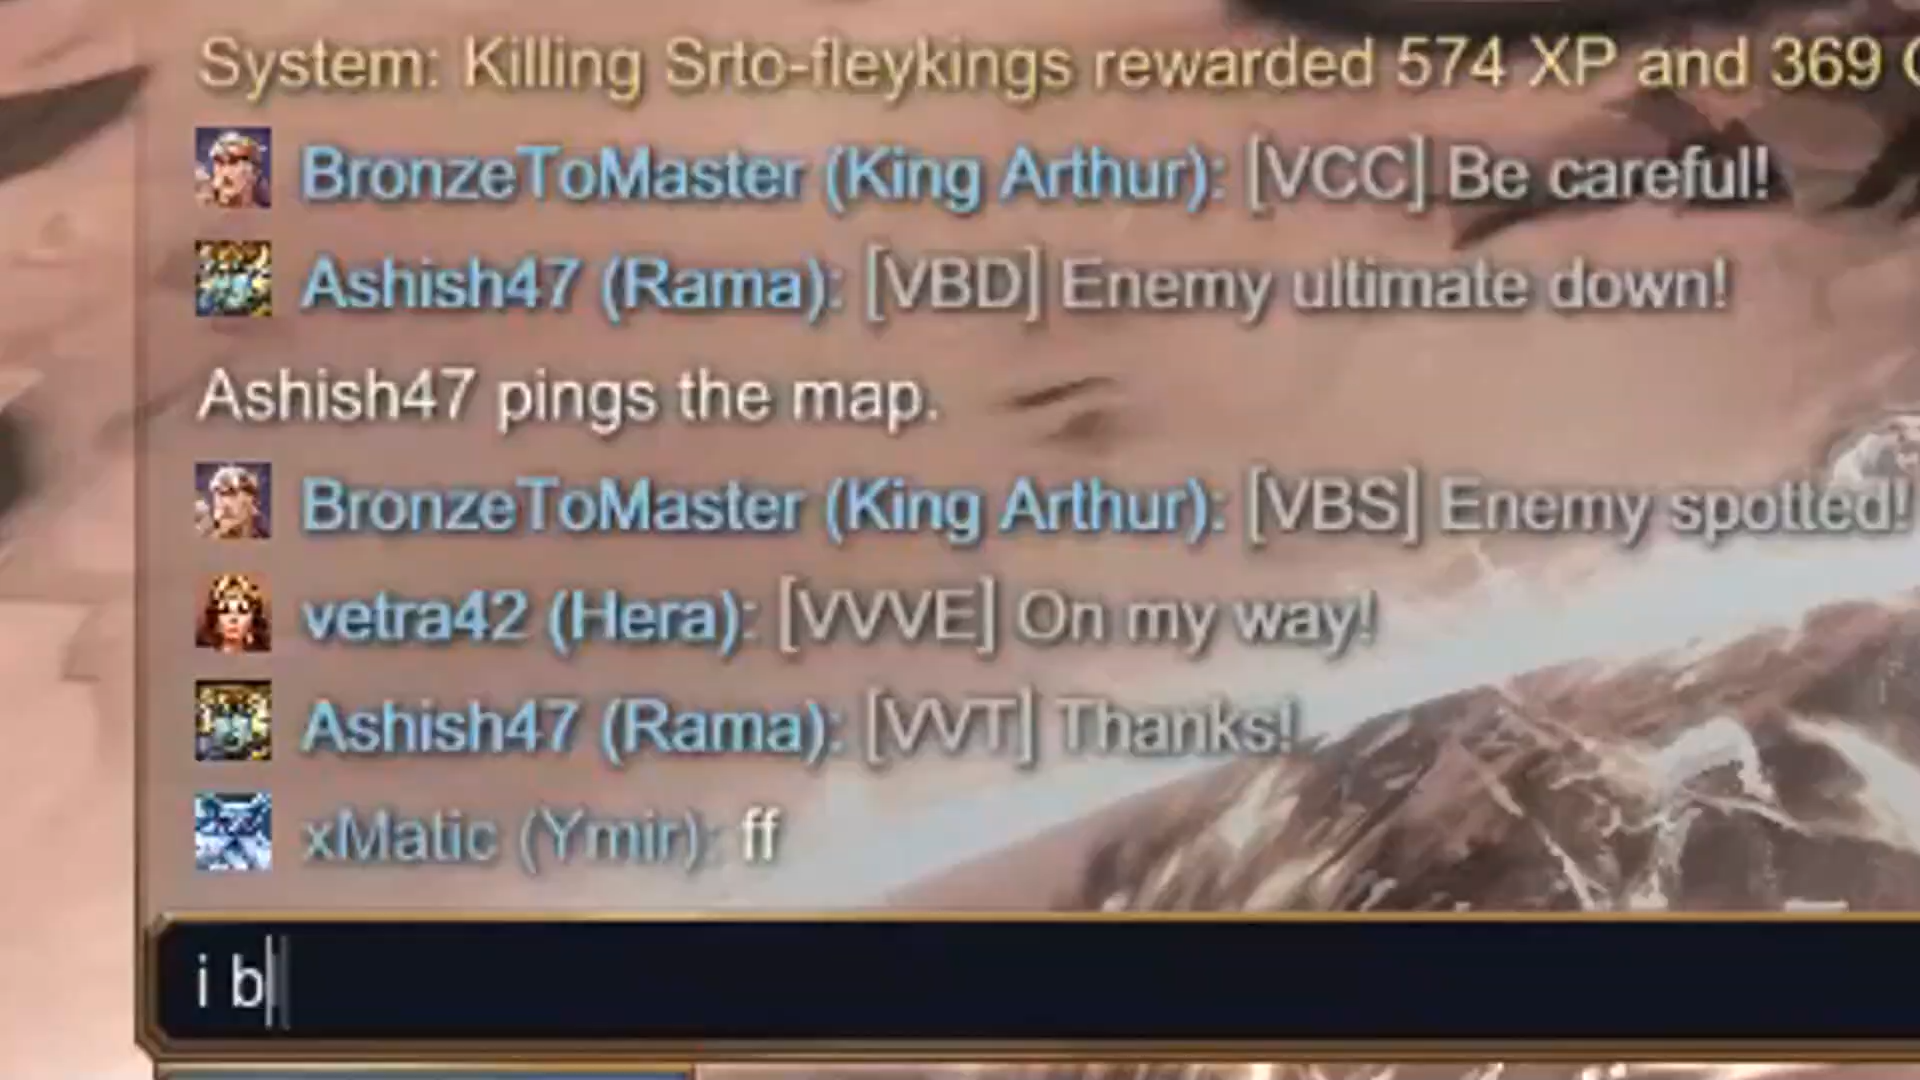 System: Killing Srto-fleykings rewarded 574 XP and 369
BronzeToMaster (King Arthur): [VCC] Be careful!
Ashish47 (Rama): [VBD] Enemy ultimate down!
Ashish47 pings the map.
BronzeToMaster (King Arthur): [VBS] Enemy spotted!
vetra42 (Hera): [VVVE] On my way!
Ashish47 (Rama): [VVT] Thanks!
xMatic (Ymir): ff
i b